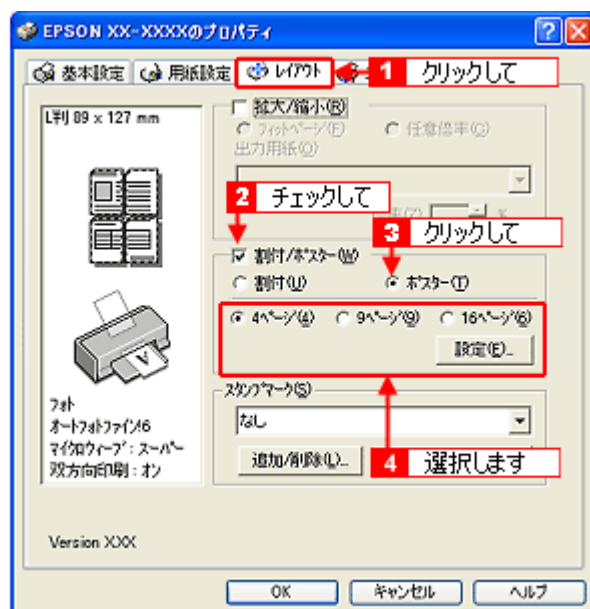 EPSON XX-XXXXのプロパティ
基本設定 用紙設定 レイアウト 1 クリックして
L判 89 x 127 mm
拡大/縮小(R)
フィットページ(F) 任意倍率(C)
出力用紙(O)
2 チェックして
%
3 クリックして
割付/ポスター(W)
割付(U) ポスター(T)
4ページ(4) 9ページ(9) 16ページ(6)
設定(E)...
フォト
オートフォトファイン!6
マイクロウィーブ:スーパー
双方向印刷:オン
スタンプマーク(S)
なし
追加/削除(L)...
4 選択します
Version XXX
OK キャンセル ヘルプ